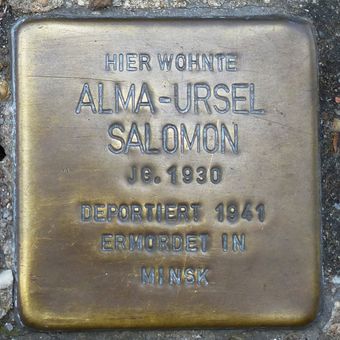 HIER WOHNTE
ALMA-URSEL
SALOMON
JG. 1930
DEPORTIERT 1941
ERMORDET IN
MINSK